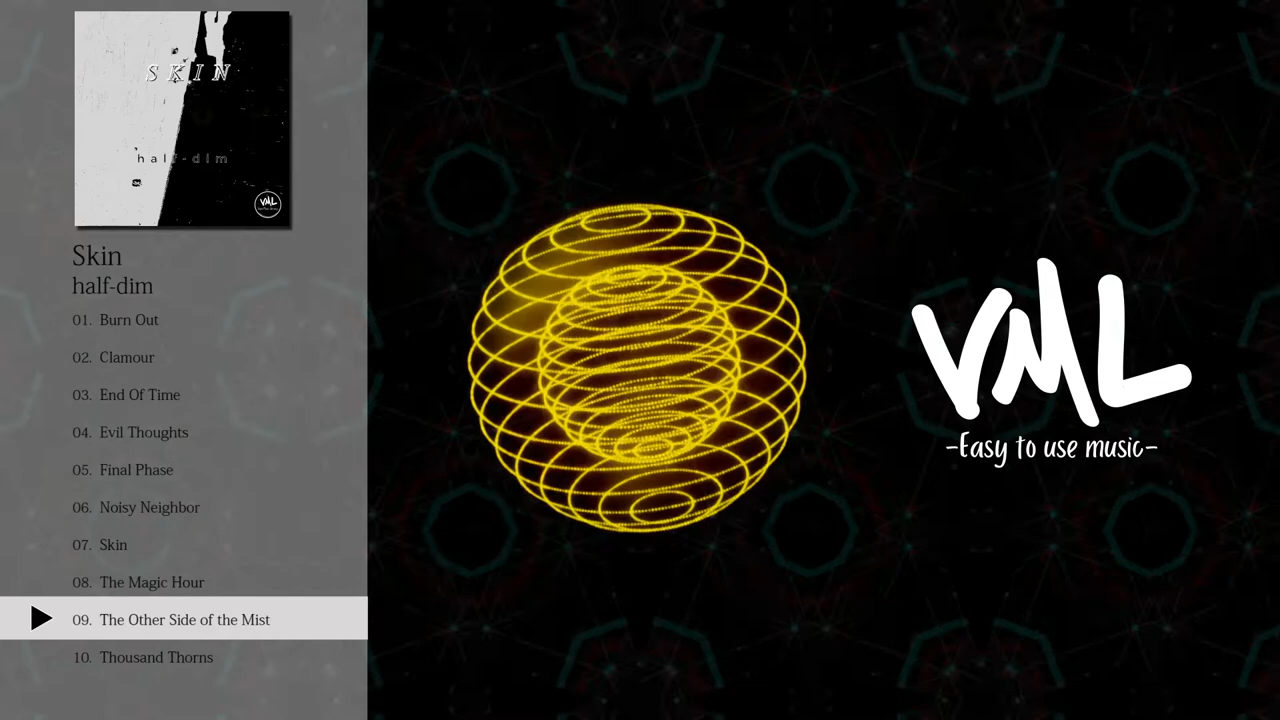 SKIN
half-dim
VML
Skin
half-dim
01. Burn Out
02. Clamour
03. End Of Time
04. Evil Thoughts
05. Final Phase
06. Noisy Neighbor
07. Skin
08. The Magic Hour
09. The Other Side of the Mist
10. Thousand Thorns
VML
-Easy to use music-